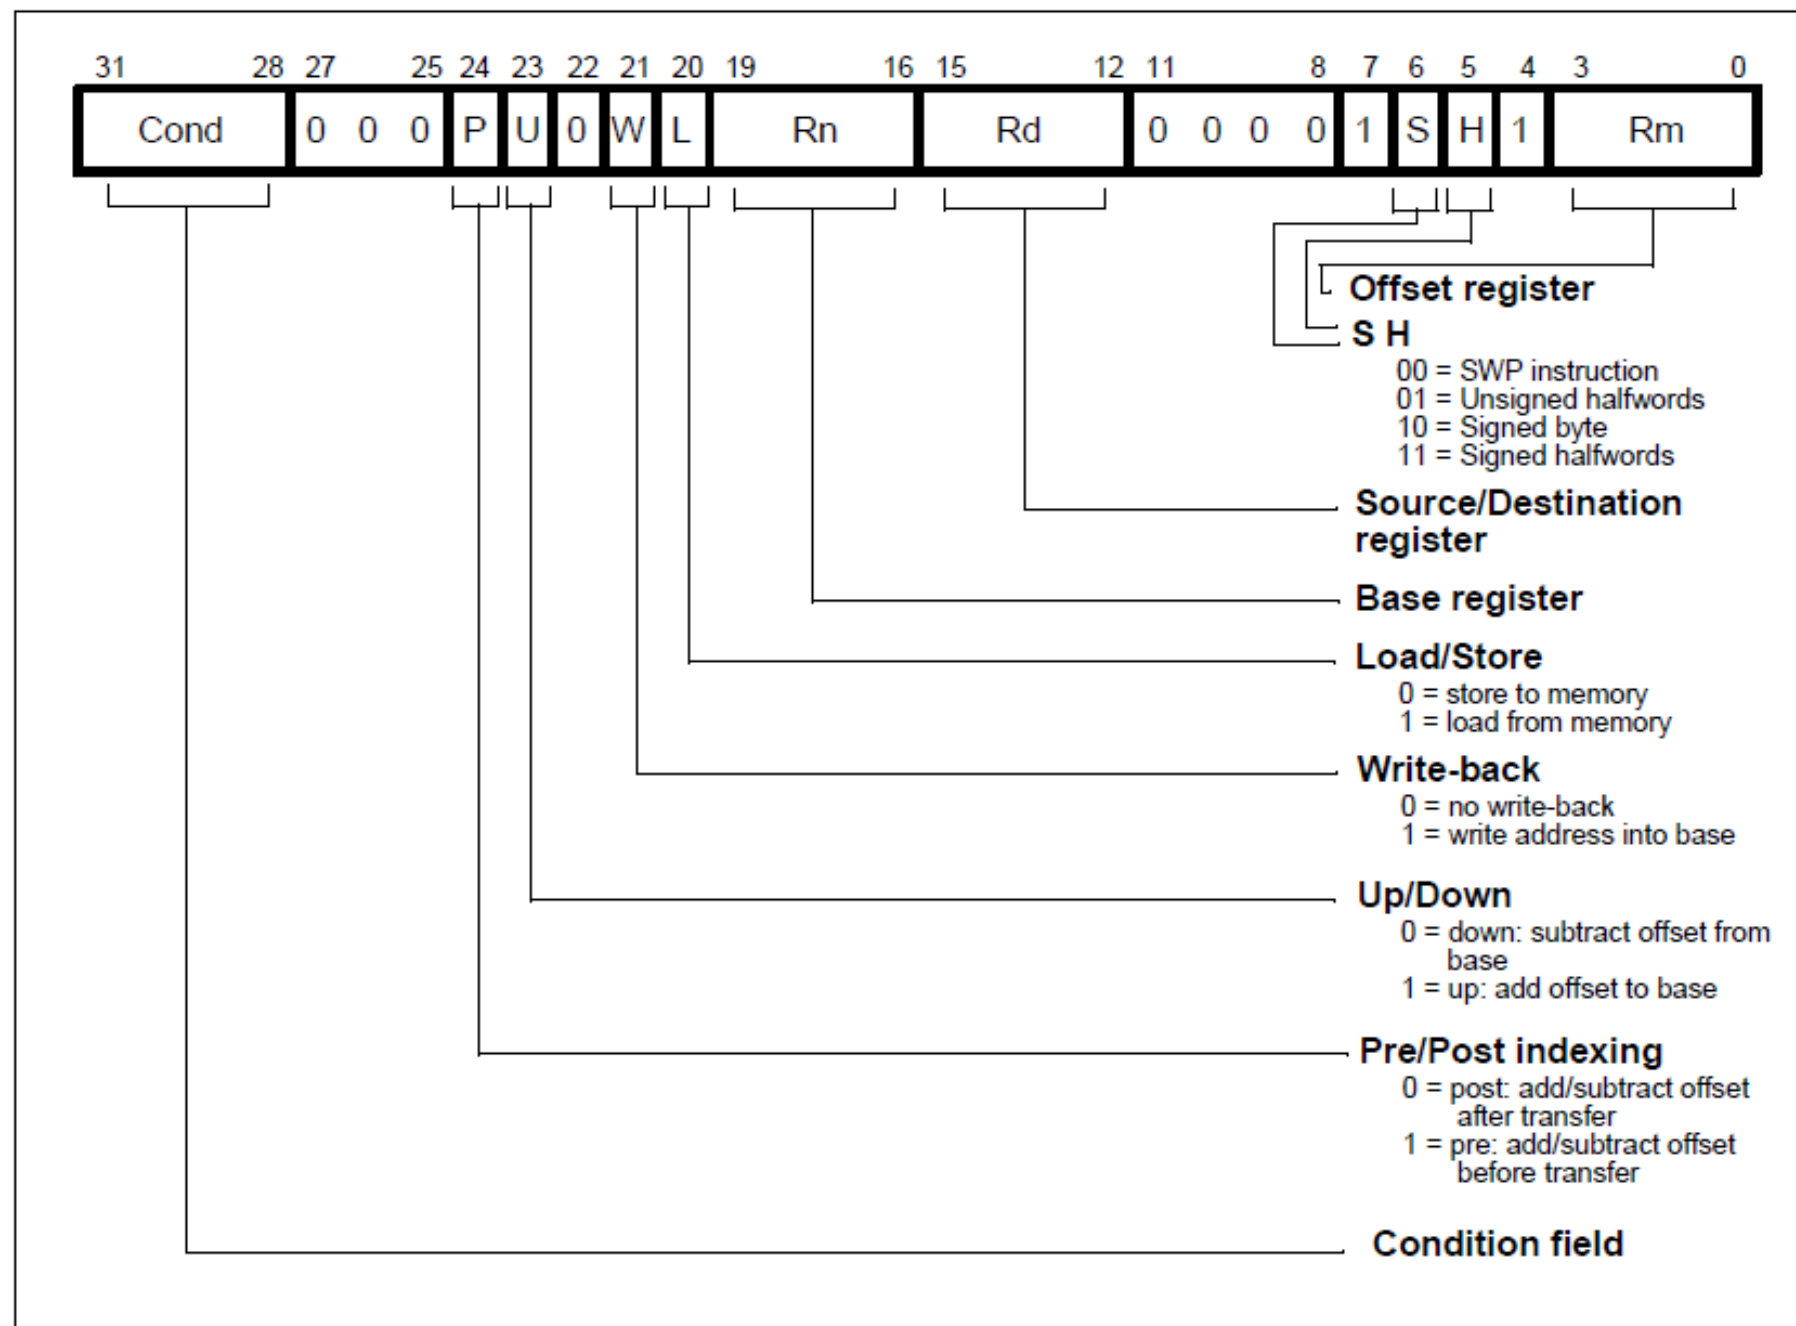 31 28 27 25 24 23 22 21 20 19 16 15 12 11 8 7 6 5 4 3 0
Cond 0 0 0 P U 0 W L Rn Rd 0 0 0 0 1 S H 1 Rm
Offset register
S H
00 = SWP instruction
01 = Unsigned halfwords
10 = Signed byte
11 = Signed halfwords
Source/Destination
register
Base register
Load/Store
0 = store to memory
1 = load from memory
Write-back
0 = no write-back
1 = write address into base
Up/Down
0 = down: subtract offset from
base
1 = up: add offset to base
Pre/Post indexing
0 = post: add/subtract offset
after transfer
1 = pre: add/subtract offset
before transfer
Condition field